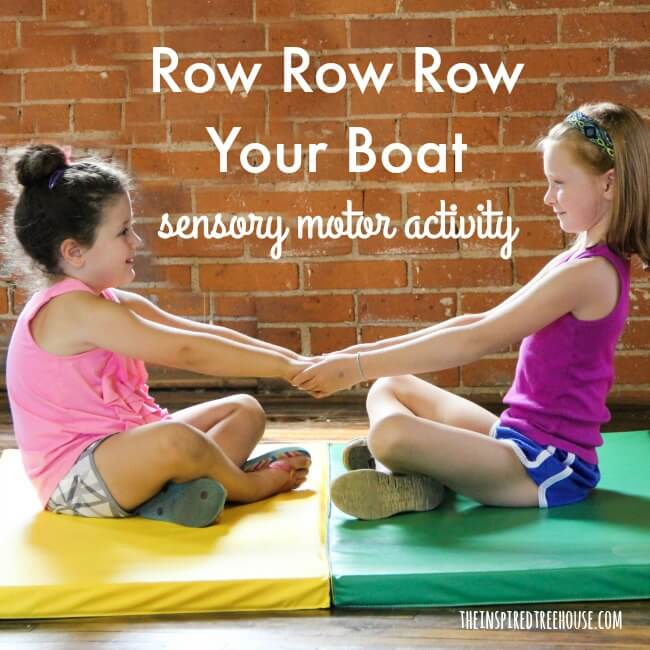 Row Row Row
Your Boat
sensory motor activity
THEINSPIREDTREEHOUSE.COM